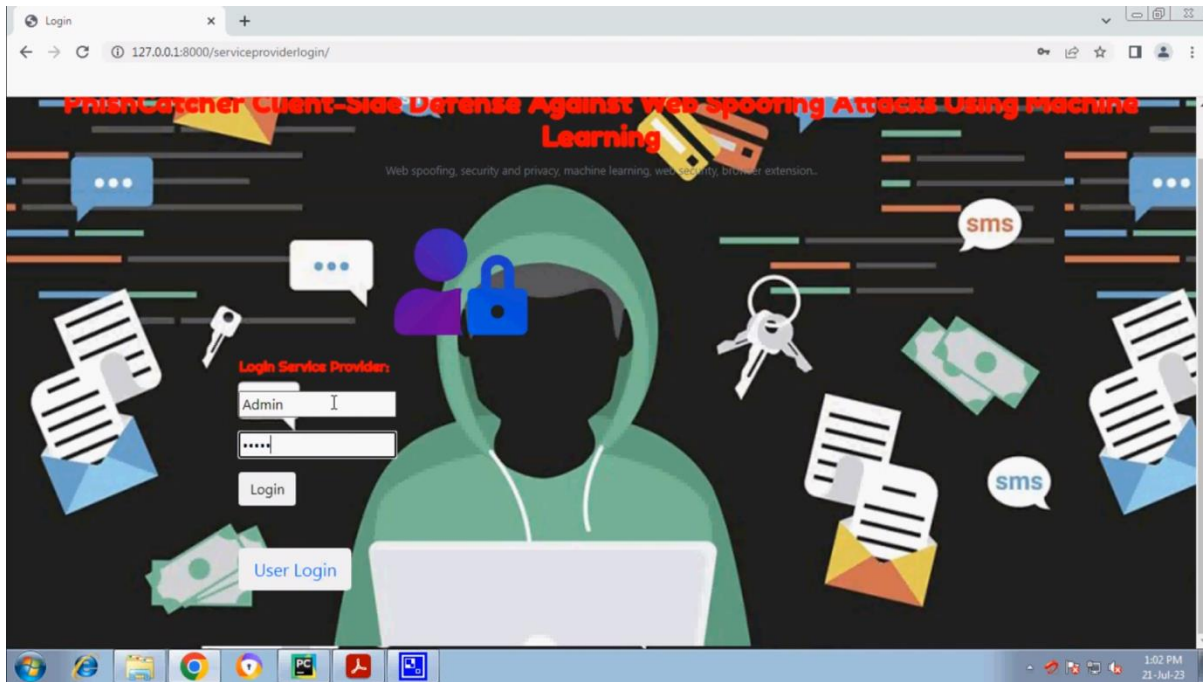 Login
127.0.0.1:8000/serviceproviderlogin/
PhishCatcher Client-Side Defense Against Web Spoofing Attacks Using Machine
Learning
Web spoofing, security and privacy, machine learning, web security, browser extension..
sms
Login Service Provider:
Admin
Login
sms
User Login
PC
1:02 PM
21-Jul-23